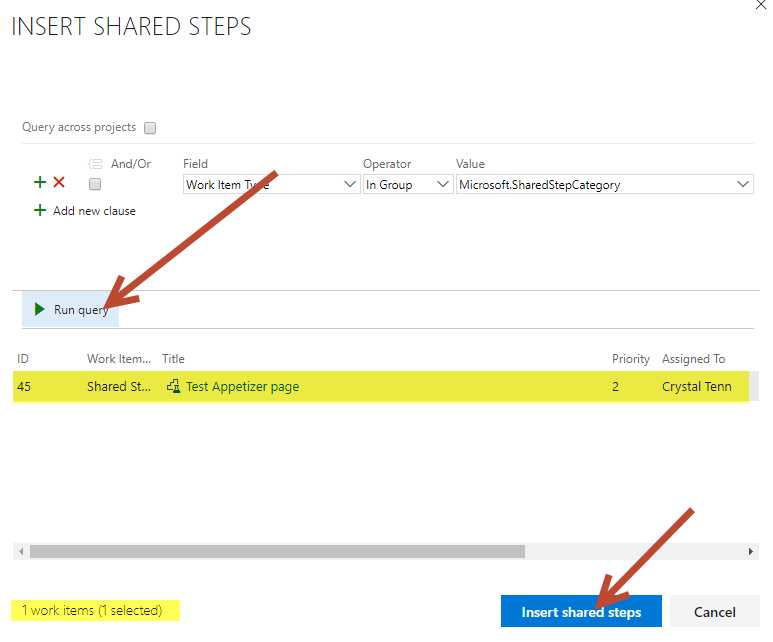 INSERT SHARED STEPS
Query across projects
And/Or Field Operator Value
Work Item Type In Group Microsoft.SharedStepCategory
Add new clause
Run query
ID Work Item... Title Priority Assigned To
45 Shared St... Test Appetizer page 2 Crystal Tenn
1 work items (1 selected)
Insert shared steps Cancel